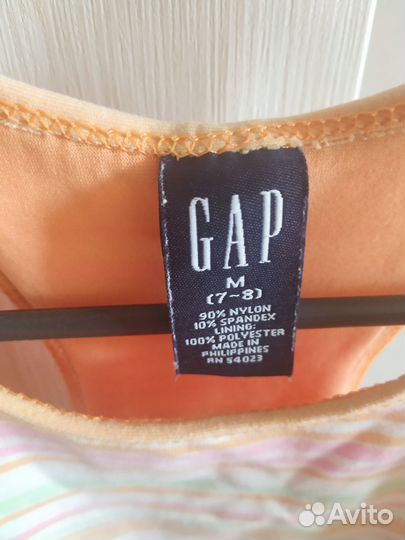 GAP
M
(7-8)
90% NYLON
10% SPANDEX
LINING:
100% POLYESTER
MADE IN
PHILIPPINES
RN 54023
Avito